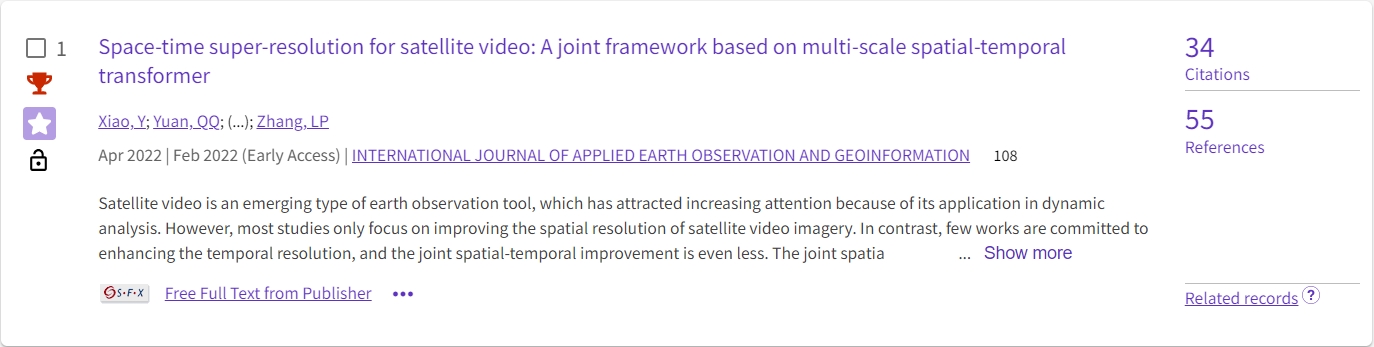 1
Space-time super-resolution for satellite video: A joint framework based on multi-scale spatial-temporal
transformer
Xiao, Y; Yuan, QQ; (...); Zhang, LP
Apr 2022 | Feb 2022 (Early Access) | INTERNATIONAL JOURNAL OF APPLIED EARTH OBSERVATION AND GEOINFORMATION 108
Satellite video is an emerging type of earth observation tool, which has attracted increasing attention because of its application in dynamic
analysis. However, most studies only focus on improving the spatial resolution of satellite video imagery. In contrast, few works are committed to
enhancing the temporal resolution, and the joint spatial-temporal improvement is even less. The joint spatia ... Show more
S·F·X Free Full Text from Publisher •••
34
Citations
55
References
Related records ?